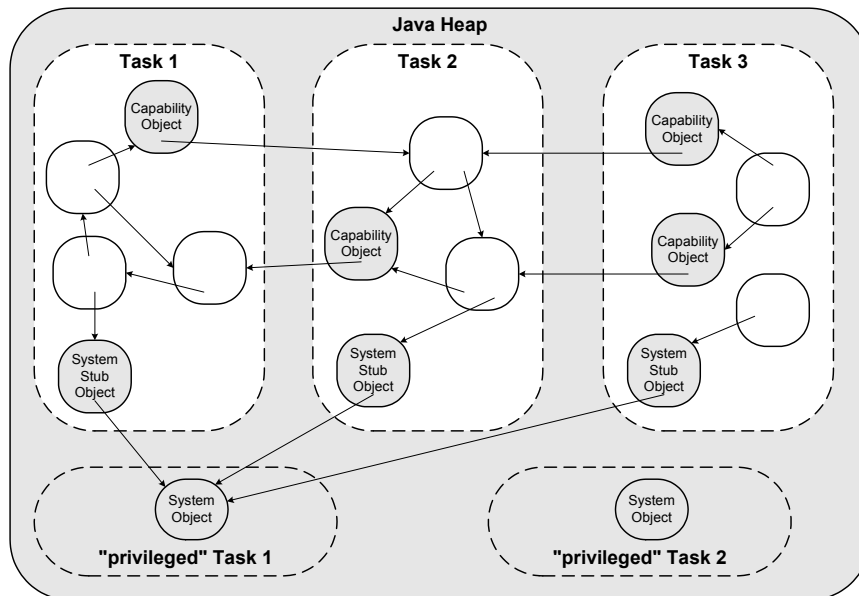 Java Heap
Task 1
Task 2
Task 3
Capability
Object
Capability
Object
Capability
Object
Capability
Object
System
Stub
Object
System
Stub
Object
System
Stub
Object
System
Object
"privileged" Task 1
System
Object
"privileged" Task 2